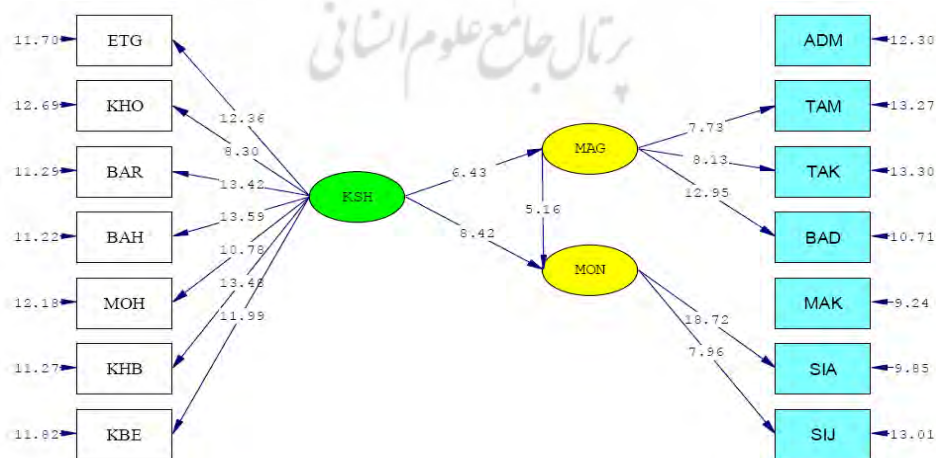 پرتال جامع علوم انسانی
11.70 ETG
ADM 12.30
12.69 KHO
TAM 13.27
11.29 BAR
TAK 13.30
11.22 BAH
BAD 10.71
12.18 MOH
MAK 9.24
11.27 KHB
SIA 9.85
11.82 KBE
SIJ 13.01
KSH
MAG
MON
12.36
8.30
13.42
13.59
10.78
13.48
11.99
6.43
8.42
5.16
7.73
8.13
12.95
18.72
7.96